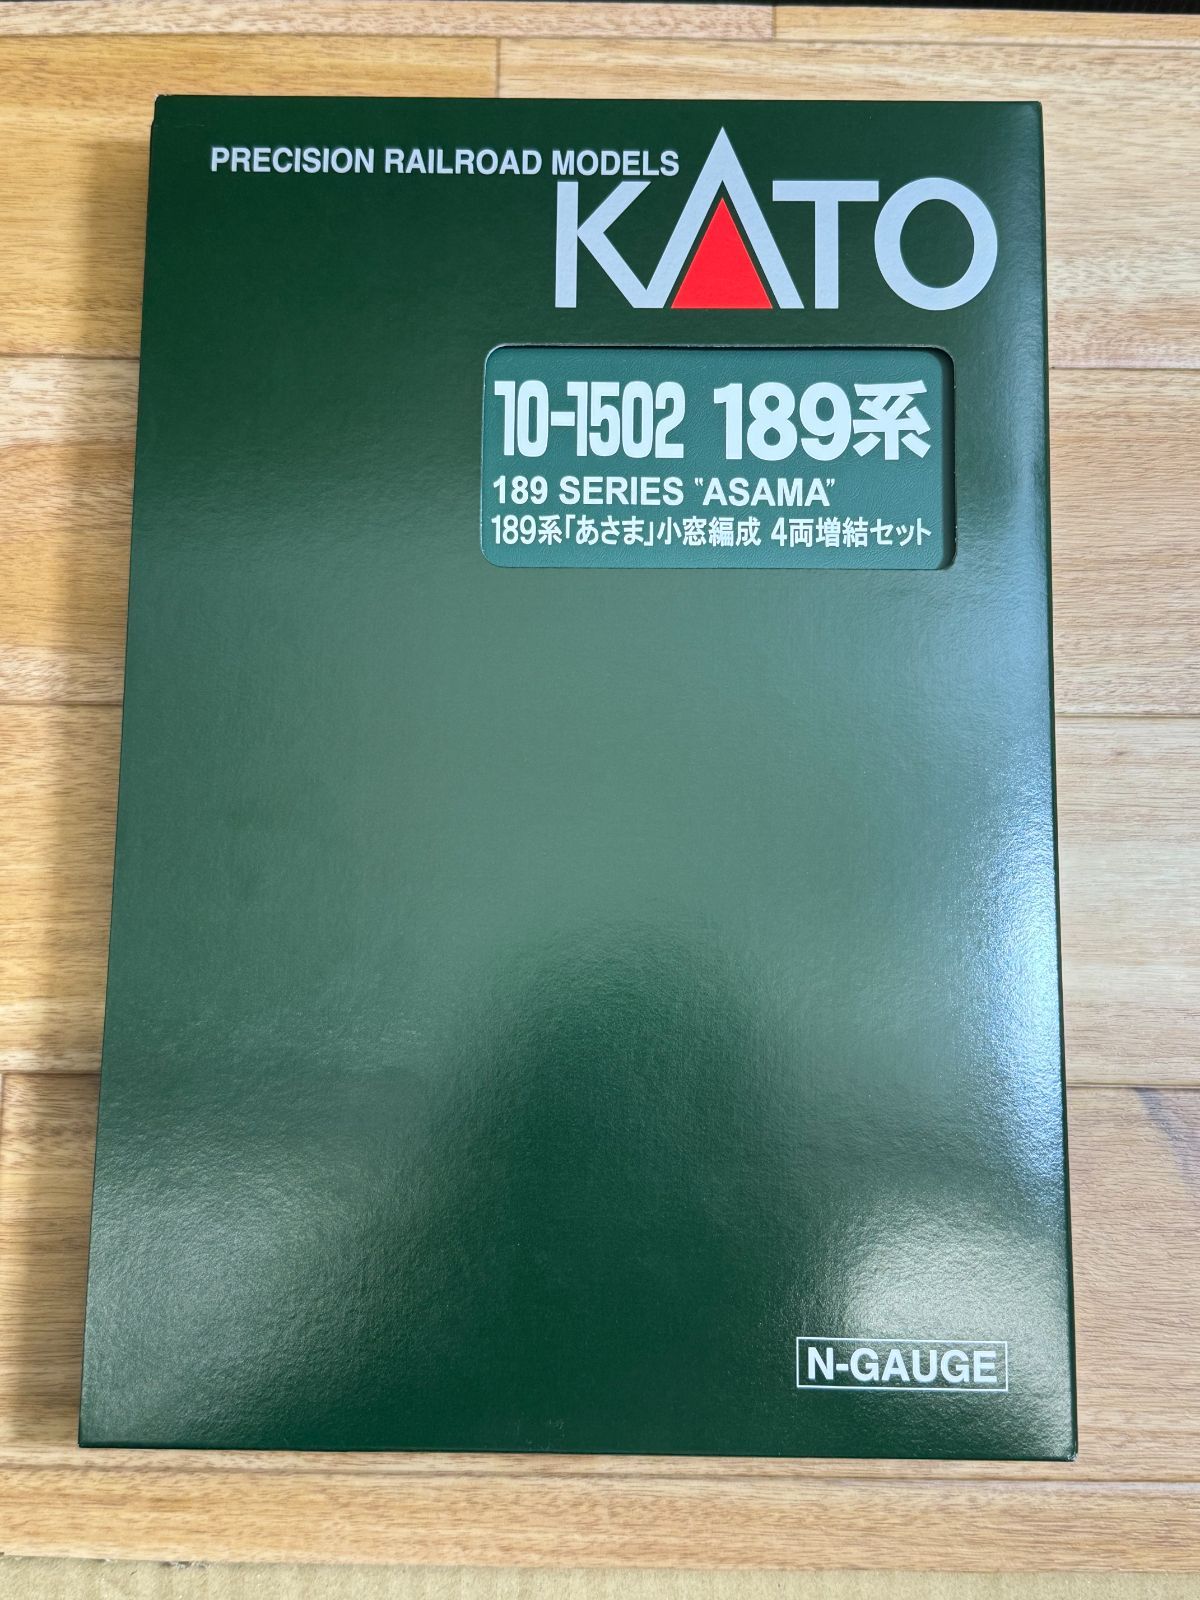 PRECISION RAILROAD MODELS
KATO
10-1502 189系
189 SERIES "ASAMA"
189系「あさま」小窓編成 4両増結セット
N-GAUGE